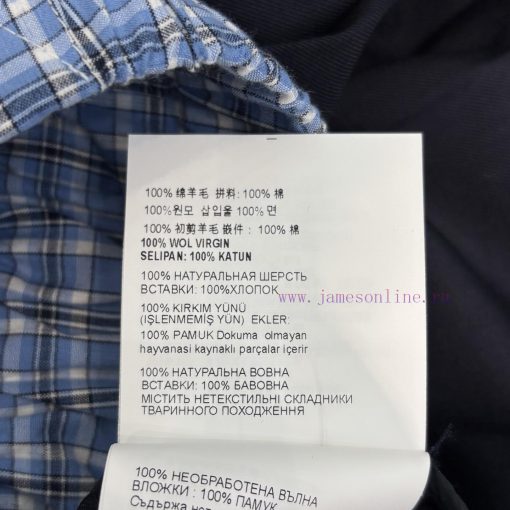 100% 绵羊毛 拼料: 100% 棉
100%원모 삽입울 100% 면
100% 初剪羊毛 嵌件： 100% 棉
100% WOL VIRGIN
SELIPAN: 100% KATUN
100% НАТУРАЛЬНАЯ ШЕРСТЬ
ВСТАВКИ: 100%ХЛОПОК
www.jamesonline.ru
100% KIRKIM YÜNÜ
(IŞLENMEMIŞ YÜN) EKLER:
100% PAMUK Dokuma olmayan
hayvanasi kaynaklı parçalar içerir
100% НАТУРАЛЬНА ВОВНА
ВСТАВКИ: 100% БАВОВНА
МІСТИТЬ НЕТЕКСТИЛЬНІ СКЛАДНИКИ
ТВАРИННОГО ПОХОДЖЕННЯ
100% НЕОБРАБОТЕНА ВЪЛНА
ВЛОЖКИ : 100% ПАМУК
Съдържа